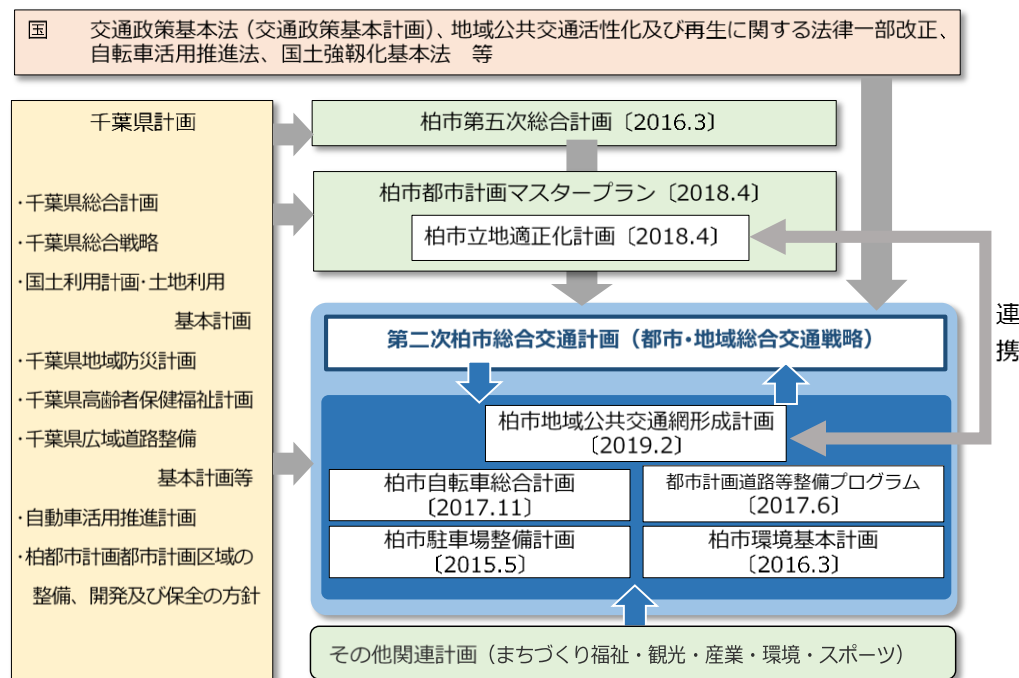 国 交通政策基本法（交通政策基本計画）、地域公共交通活性化及び再生に関する法律一部改正、
自転車活用推進法、国土強靱化基本法 等
千葉県計画
・千葉県総合計画
・千葉県総合戦略
・国土利用計画・土地利用
基本計画
・千葉県地域防災計画
・千葉県高齢者保健福祉計画
・千葉県広域道路整備
基本計画等
・自動車活用推進計画
・柏都市計画都市計画区域の
整備、開発及び保全の方針
柏市第五次総合計画〔2016.3〕
柏市都市計画マスタープラン〔2018.4〕
柏市立地適正化計画〔2018.4〕
連
携
第二次柏市総合交通計画（都市・地域総合交通戦略）
柏市地域公共交通網形成計画
〔2019.2〕
柏市自転車総合計画
〔2017.11〕
都市計画道路等整備プログラム
〔2017.6〕
柏市駐車場整備計画
〔2015.5〕
柏市環境基本計画
〔2016.3〕
その他関連計画（まちづくり福祉・観光・産業・環境・スポーツ）